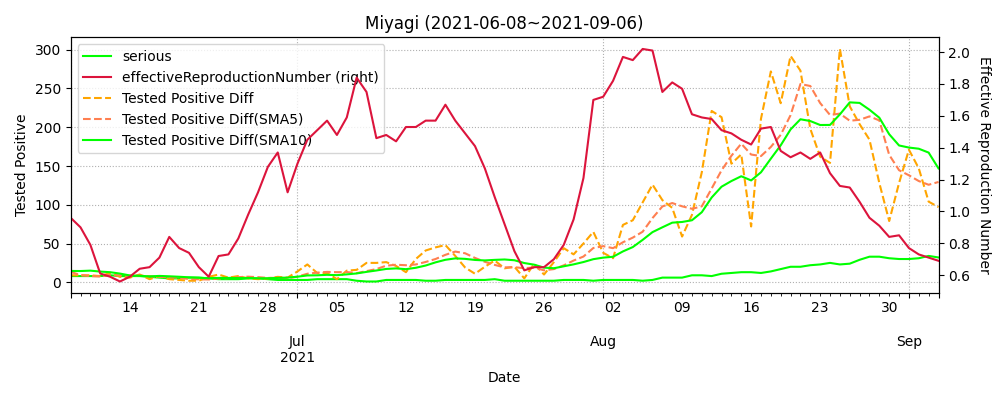 Miyagi (2021-06-08~2021-09-06)
serious
effectiveReproductionNumber (right)
Tested Positive Diff
Tested Positive Diff(SMA5)
Tested Positive Diff(SMA10)
Tested Positive
300
250
200
150
100
50
0
2.0
1.8
1.6
1.4
1.2
1.0
0.8
0.6
Effective Reproduction Number
14 21 28 05 12 19 26 02 09 16 23 30
Jul Aug Sep
2021
Date